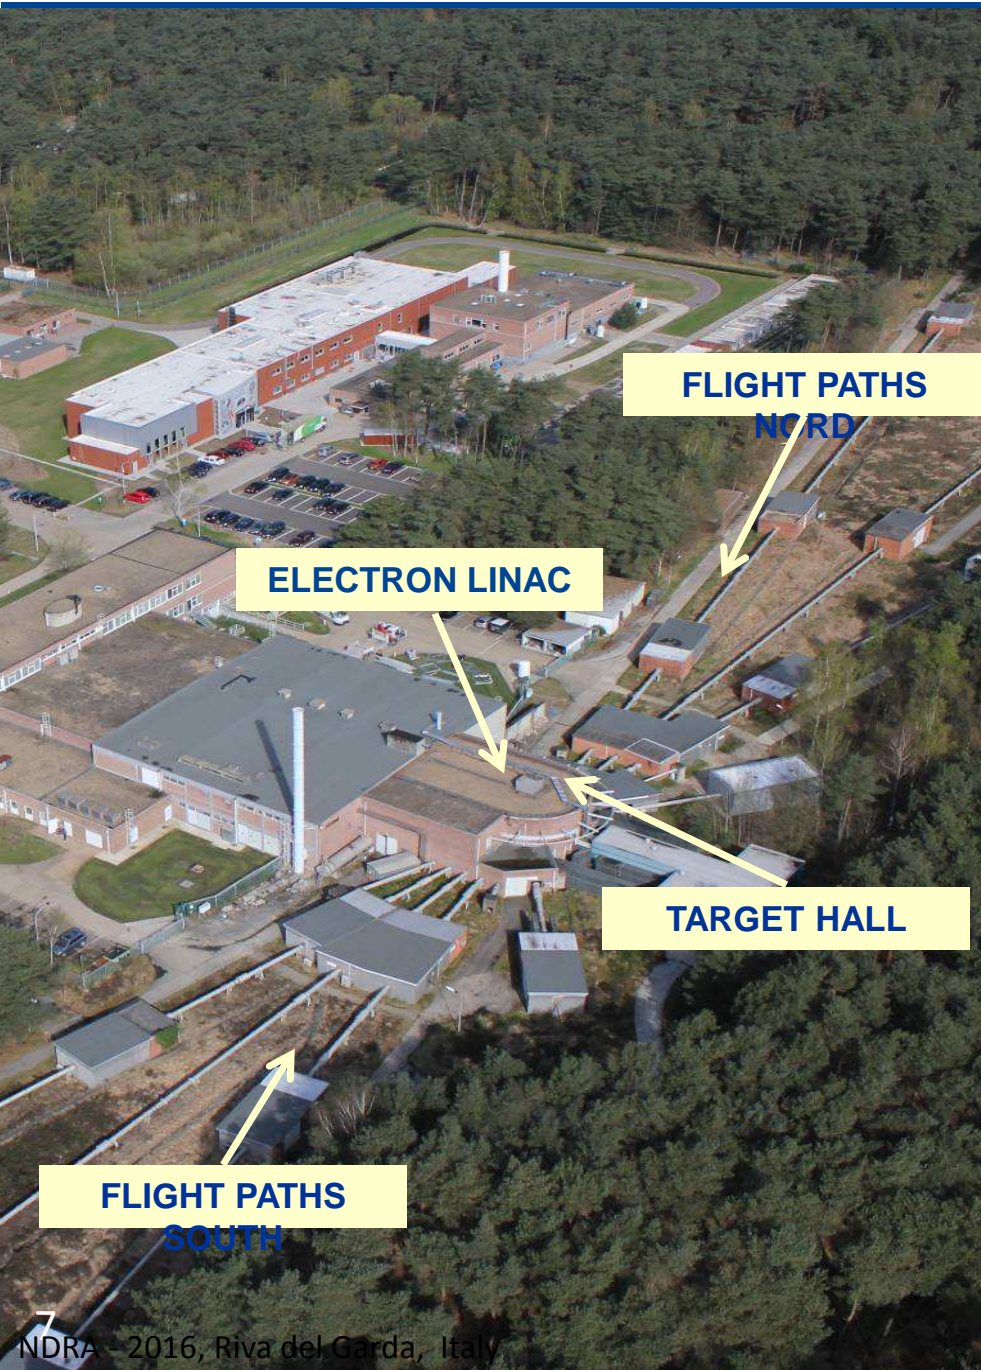 FLIGHT PATHS
NORD
ELECTRON LINAC
TARGET HALL
FLIGHT PATHS
SOUTH
7
NDRA - 2016, Riva del Garda, Italy